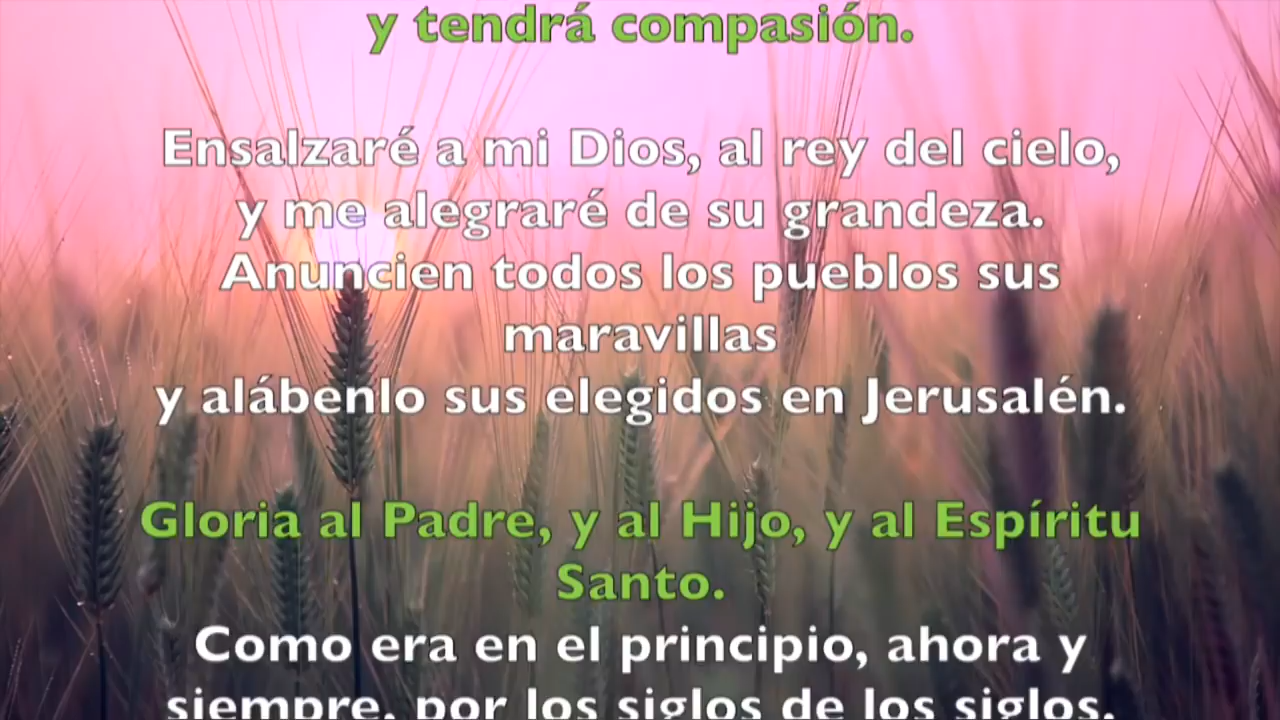 y tendrá compasión.
Ensalzaré a mi Dios, al rey del cielo,
y me alegraré de su grandeza.
Anuncien todos los pueblos sus
maravillas
y alábenlo sus elegidos en Jerusalén.
Gloria al Padre, y al Hijo, y al Espíritu
Santo.
Como era en el principio, ahora y
siempre, por los siglos de los siglos.